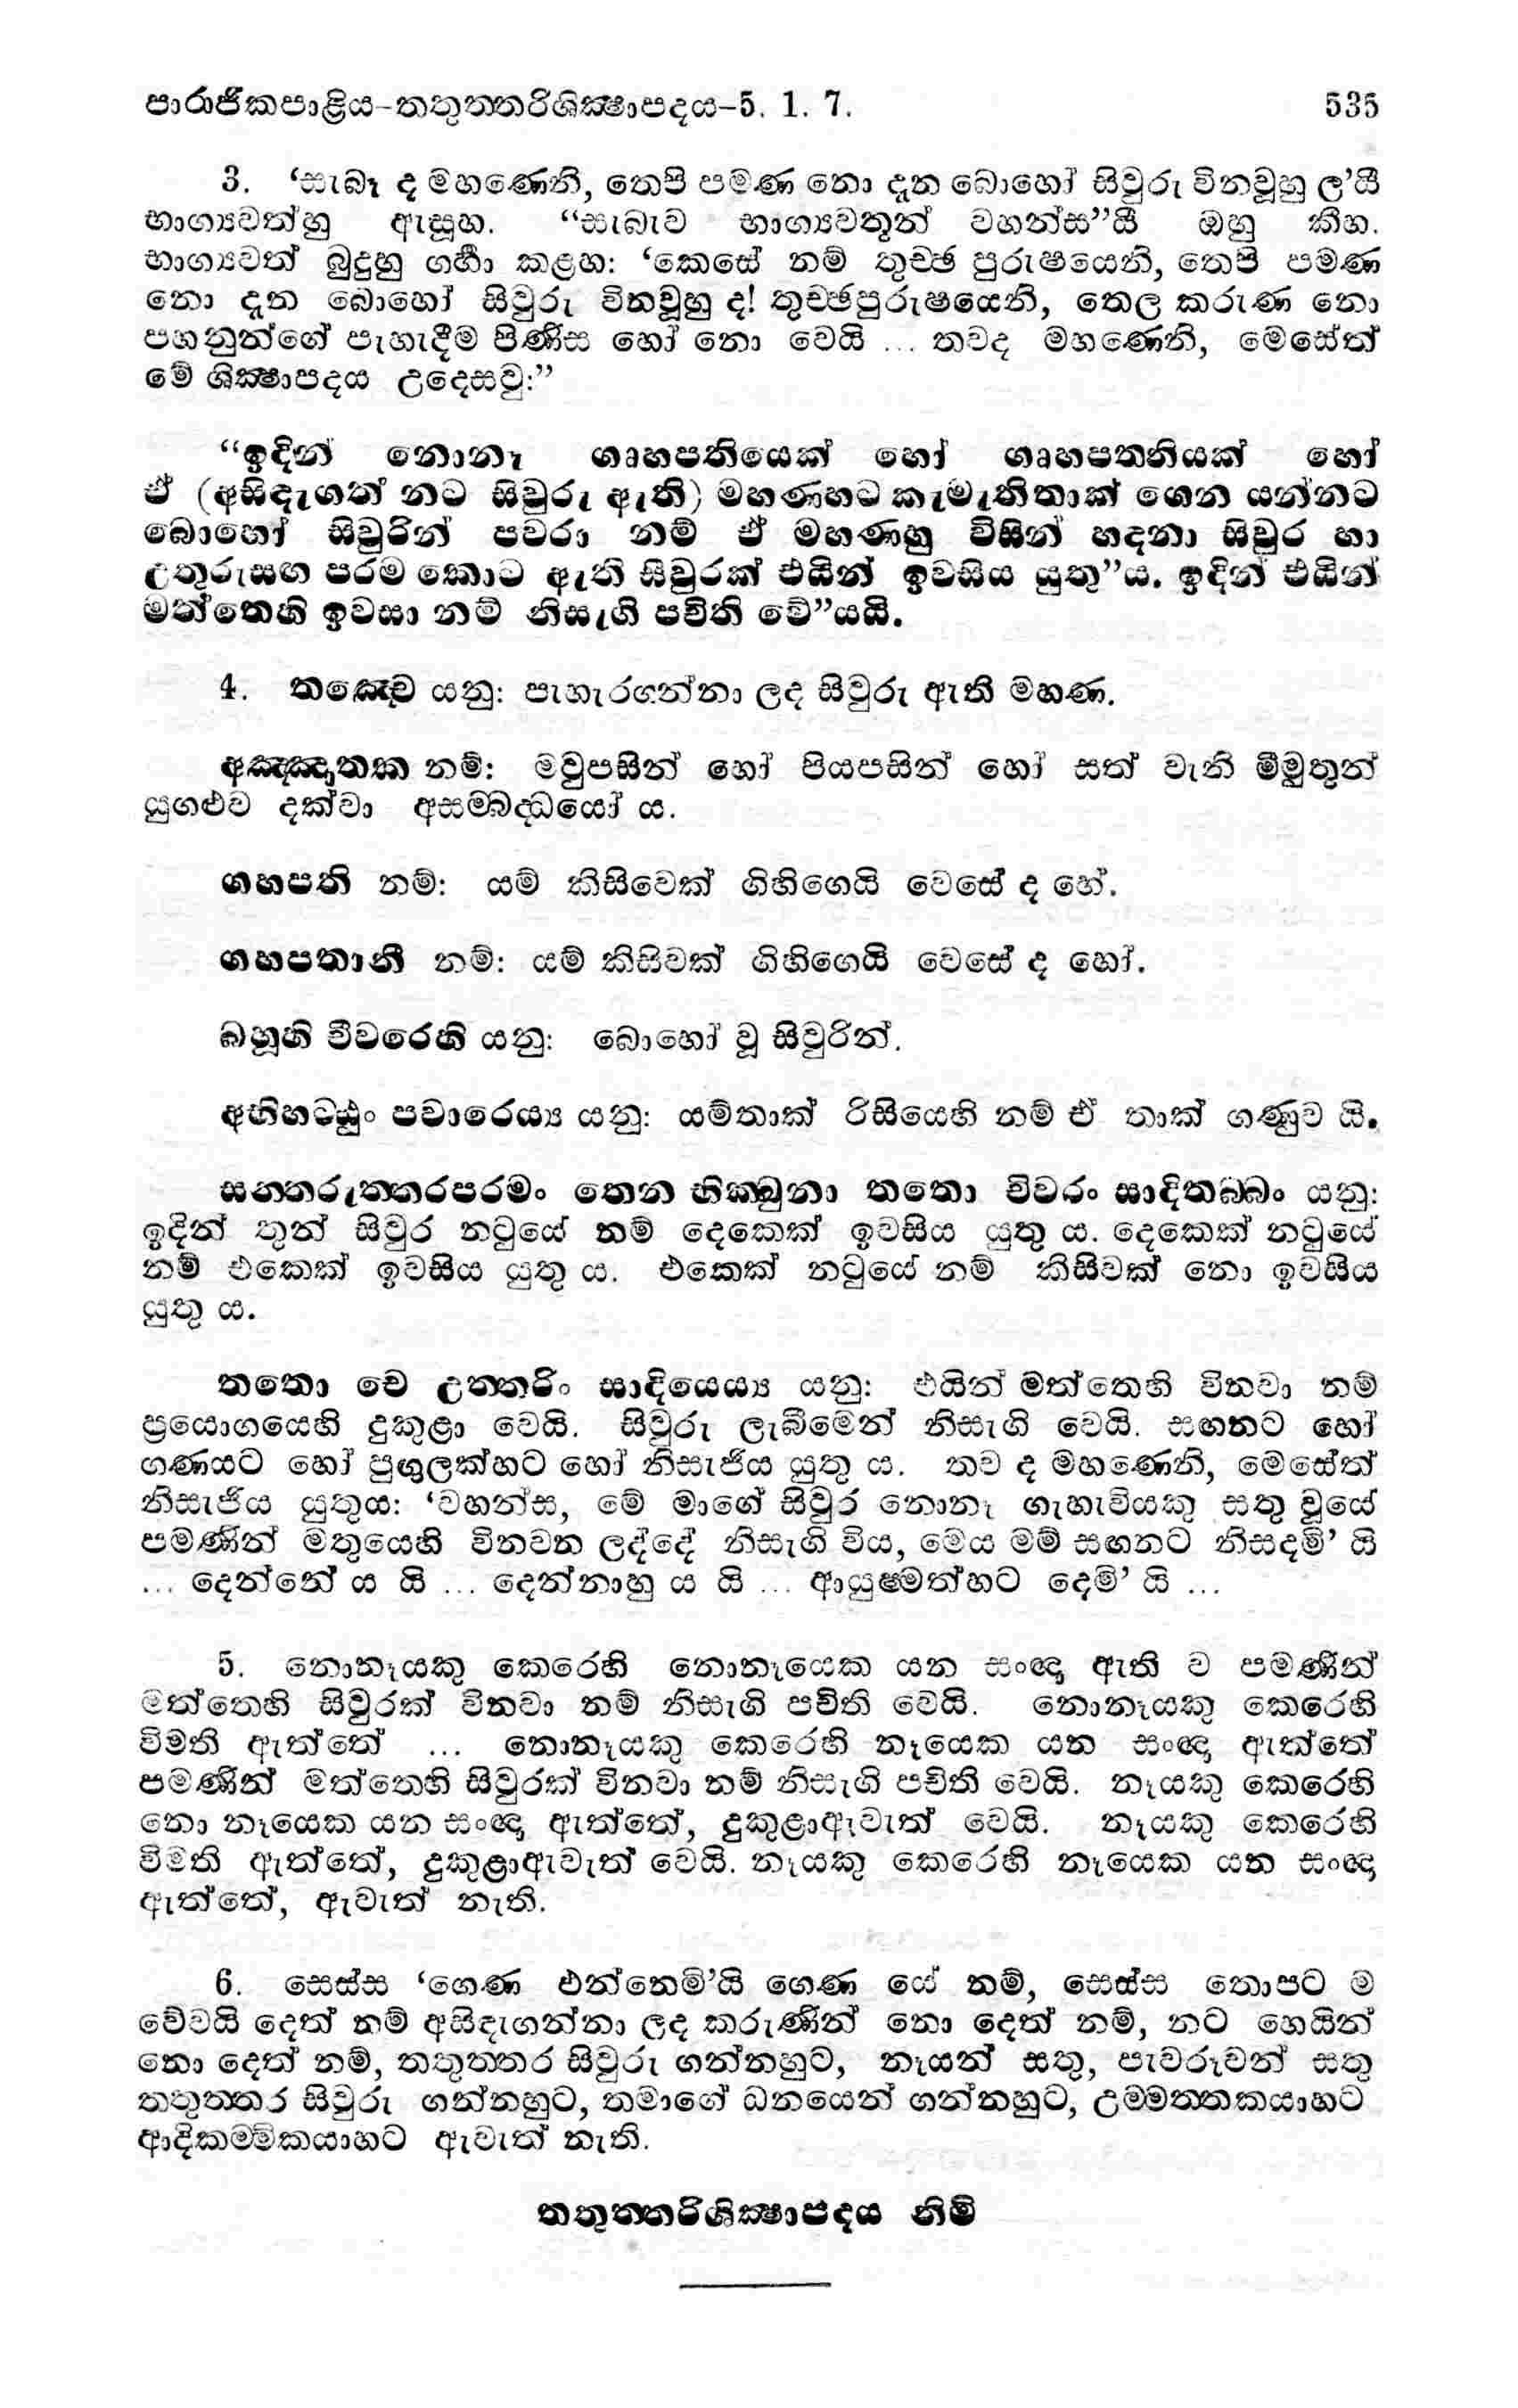 පාරාජිකපාළිය-තතුත්තරිශික්ෂාපදය-5. 1. 7. 535
3. ‘සැබෑ ද මහණෙනි, තෙපි පමණ නො දැන බොහෝ සිවුරු විනවූහු ල’යී
භාග්‍යවත්හු ඇසූහ. “සැබැව භාග්‍යවතුන් වහන්ස”යී ඔහු කීහ.
භාග්‍යවත් බුදුහු ගර්‍හා කළහ: ‘කෙසේ නම් තුච්ඡ පුරුෂයෙනි, තෙපි පමණ
නො දැන බොහෝ සිවුරු විනවූහු ද! තුච්ඡපුරුෂයෙනි, තෙල කරුණ නො
පහනුන්ගේ පැහැදීම පිණිස හෝ නො වෙයි ... තවද මහණෙනි, මෙසේත්
මේ ශික්ෂාපදය උදෙසවු:”
“ඉදින් නොනෑ ගෘහපතියෙක් හෝ ගෘහපතනියක් හෝ
ඒ (අසිඳැගත් නට සිවුරු ඇති) මහණහට කැමැතිතාක් ගෙන යන්නට
බොහෝ සිවුරින් පවරා නම් ඒ මහණහු විසින් හදනා සිවුර හා
උතුරුසඟ පරම කොට ඇති සිවුරක් එයින් ඉවසිය යුතු”ය. ඉදින් එයින්
මත්තෙහි ඉවසා නම් නිසැගි පචිති වේ”යයි.
4. තඤ්චෙ යනු: පැහැරගන්නා ලද සිවුරු ඇති මහණ.
අඤ්ඤාතක නම්: මවුපසින් හෝ පියපසින් හෝ සත් වැනි මීමුතුන්
යුගළුව දක්වා අසම්බද්ධයෝ ය.
ගහපති නම්: යම් කිසිවෙක් ගිහිගෙයි වෙසේ ද හේ.
ගහපතානී නම්: යම් කිසිවක් ගිහිගෙයි වෙසේ ද හෝ.
බහූහි චීවරෙහි යනු: බොහෝ වූ සිවුරින්.
අභිහට්ඨුං පවාරෙය්‍ය යනු: යම්තාක් රිසියෙහි නම් ඒ තාක් ගණුව යි.
සන්තරුත්තරපරමං තෙන භික්ඛුනා තතො චීවරං සාදිතබ්බං යනු:
ඉදින් තුන් සිවුර නටුයේ නම් දෙකෙක් ඉවසිය යුතු ය. දෙකෙක් නටුයේ
නම් එකෙක් ඉවසිය යුතු ය. එකෙක් නටුයේ නම් කිසිවක් නො ඉවසිය
යුතු ය.
තතො චෙ උත්තරිං සාදියෙය්‍ය යනු: එයින් මත්තෙහි විනවා නම්
ප්‍රයොගයෙහි දුකුළා වෙයි. සිවුරු ලැබීමෙන් නිසැගි වෙයි. සඟනට හෝ
ගණයට හෝ පුඟුලක්හට හෝ නිසැජිය යුතු ය. තව ද මහණෙනි, මෙසේත්
නිසැජිය යුතුය: ‘වහන්ස, මේ මාගේ සිවුර නොනෑ ගැහැවියකු සතු වූයේ
පමණින් මතුයෙහි විනවන ලද්දේ නිසැගි විය, මෙය මම් සඟනට නිසදමි’ යි
... දෙන්නේ ය යි ... දෙන්නාහු ය යි ... ආයුෂ්මත්හට දෙමි’ යි ...
5. නොනෑයකු කෙරෙහි නොනෑයෙක යන සංඥා ඇති ව පමණින්
මත්තෙහි සිවුරක් විනවා නම් නිසැගි පචිති වෙයි. නොනෑයකු කෙරෙහි
විමති ඇත්තේ ... නොනෑයකු කෙරෙහි නෑයෙක යන සංඥා ඇත්තේ
පමණින් මත්තෙහි සිවුරක් විනවා නම් නිසැගි පචිති වෙයි. නෑයකු කෙරෙහි
නො නෑයෙක යන සංඥා ඇත්තේ, දුකුළාඇවැත් වෙයි. නෑයකු කෙරෙහි
විමති ඇත්තේ, දුකුළාඇවැත් වෙයි. නෑයකු කෙරෙහි නෑයෙක යන සංඥා
ඇත්තේ, ඇවැත් නැති.
6. සෙස්ස ‘ගෙණ එන්නෙමි’යි ගෙණ යේ නම්, සෙස්ස තොපට ම
වේවයි දෙත් නම් අසිඳැගන්නා ලද කරුණින් නො දෙත් නම්, නට හෙයින්
නො දෙත් නම්, තතුත්තර සිවුරු ගන්නහුට, නෑයන් සතු, පැවරූවන් සතු
තතුත්තර සිවුරු ගන්නහුට, තමාගේ ධනයෙන් ගන්නහුට, උම්මත්තකයාහට
ආදිකම්මිකයාහට ඇවැත් නැති.
තතුත්තරිශික්ෂාපදය නිමි